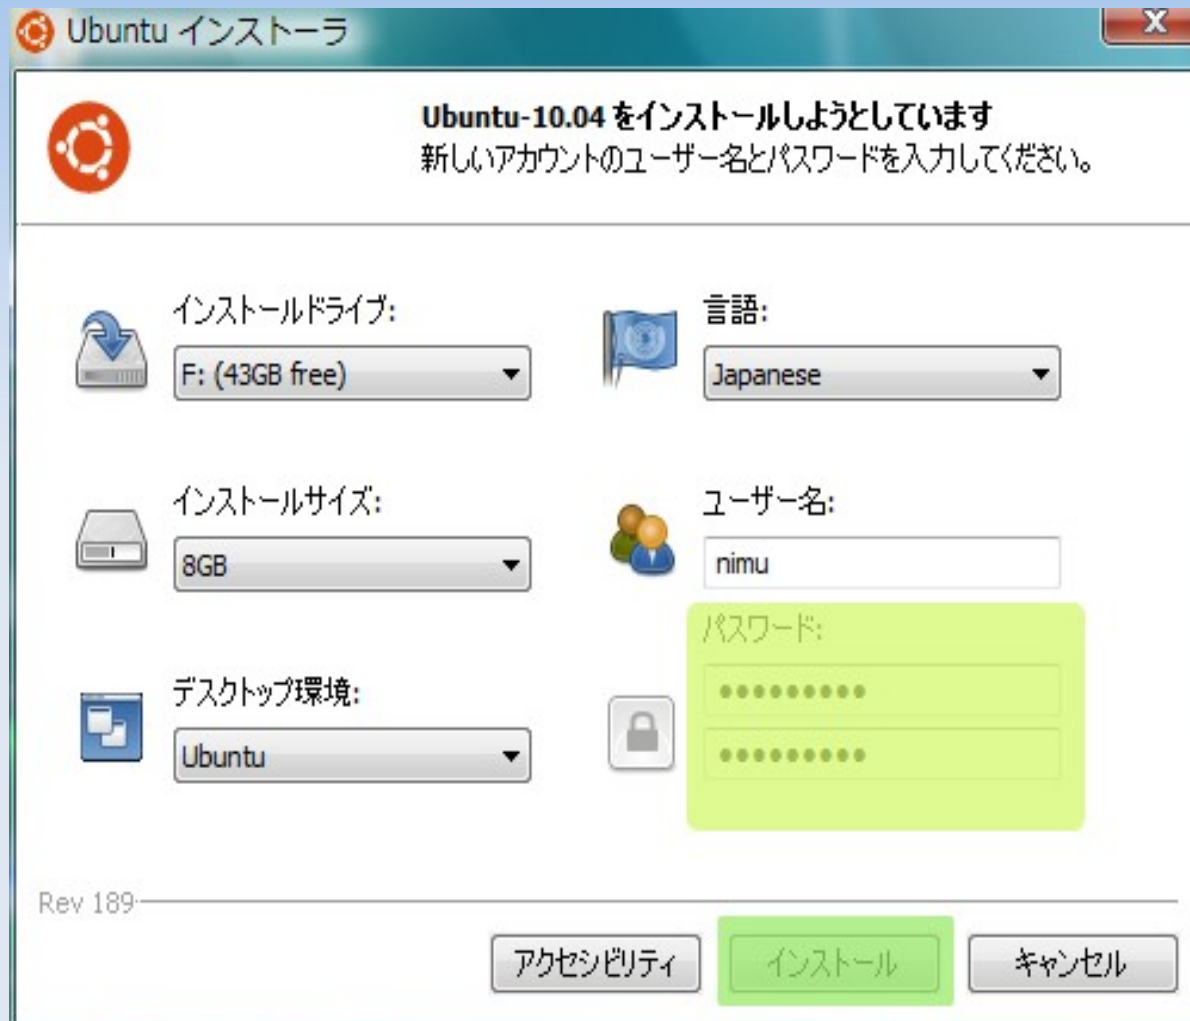 Ubuntu インストーラ
Ubuntu-10.04 をインストールしようとしています
新しいアカウントのユーザー名とパスワードを入力してください。
インストールドライブ:
F: (43GB free)
言語:
Japanese
インストールサイズ:
8GB
ユーザー名:
nimu
デスクトップ環境:
Ubuntu
パスワード:
●●●●●●●●●
●●●●●●●●●
Rev 189
アクセシビリティ
インストール
キャンセル